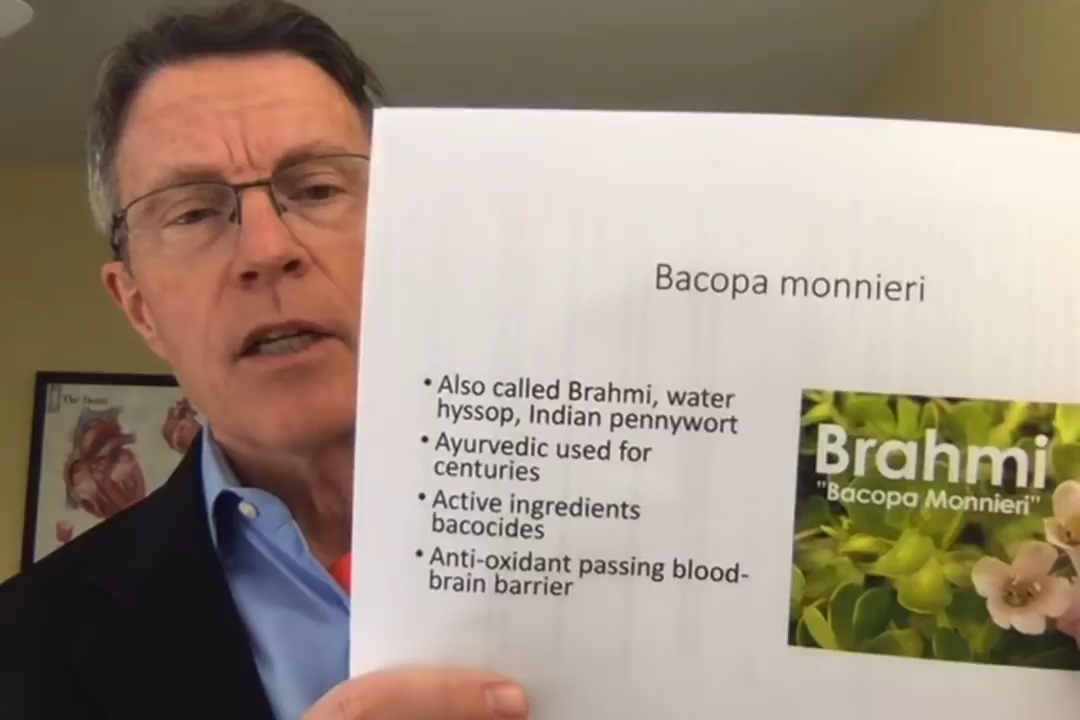 The Heart
Bacopa monnieri
• Also called Brahmi, water
hyssop, Indian pennywort
• Ayurvedic used for
centuries
• Active ingredients
bacocides
• Anti-oxidant passing blood-
brain barrier
Brahmi
"Bacopa Monnieri"